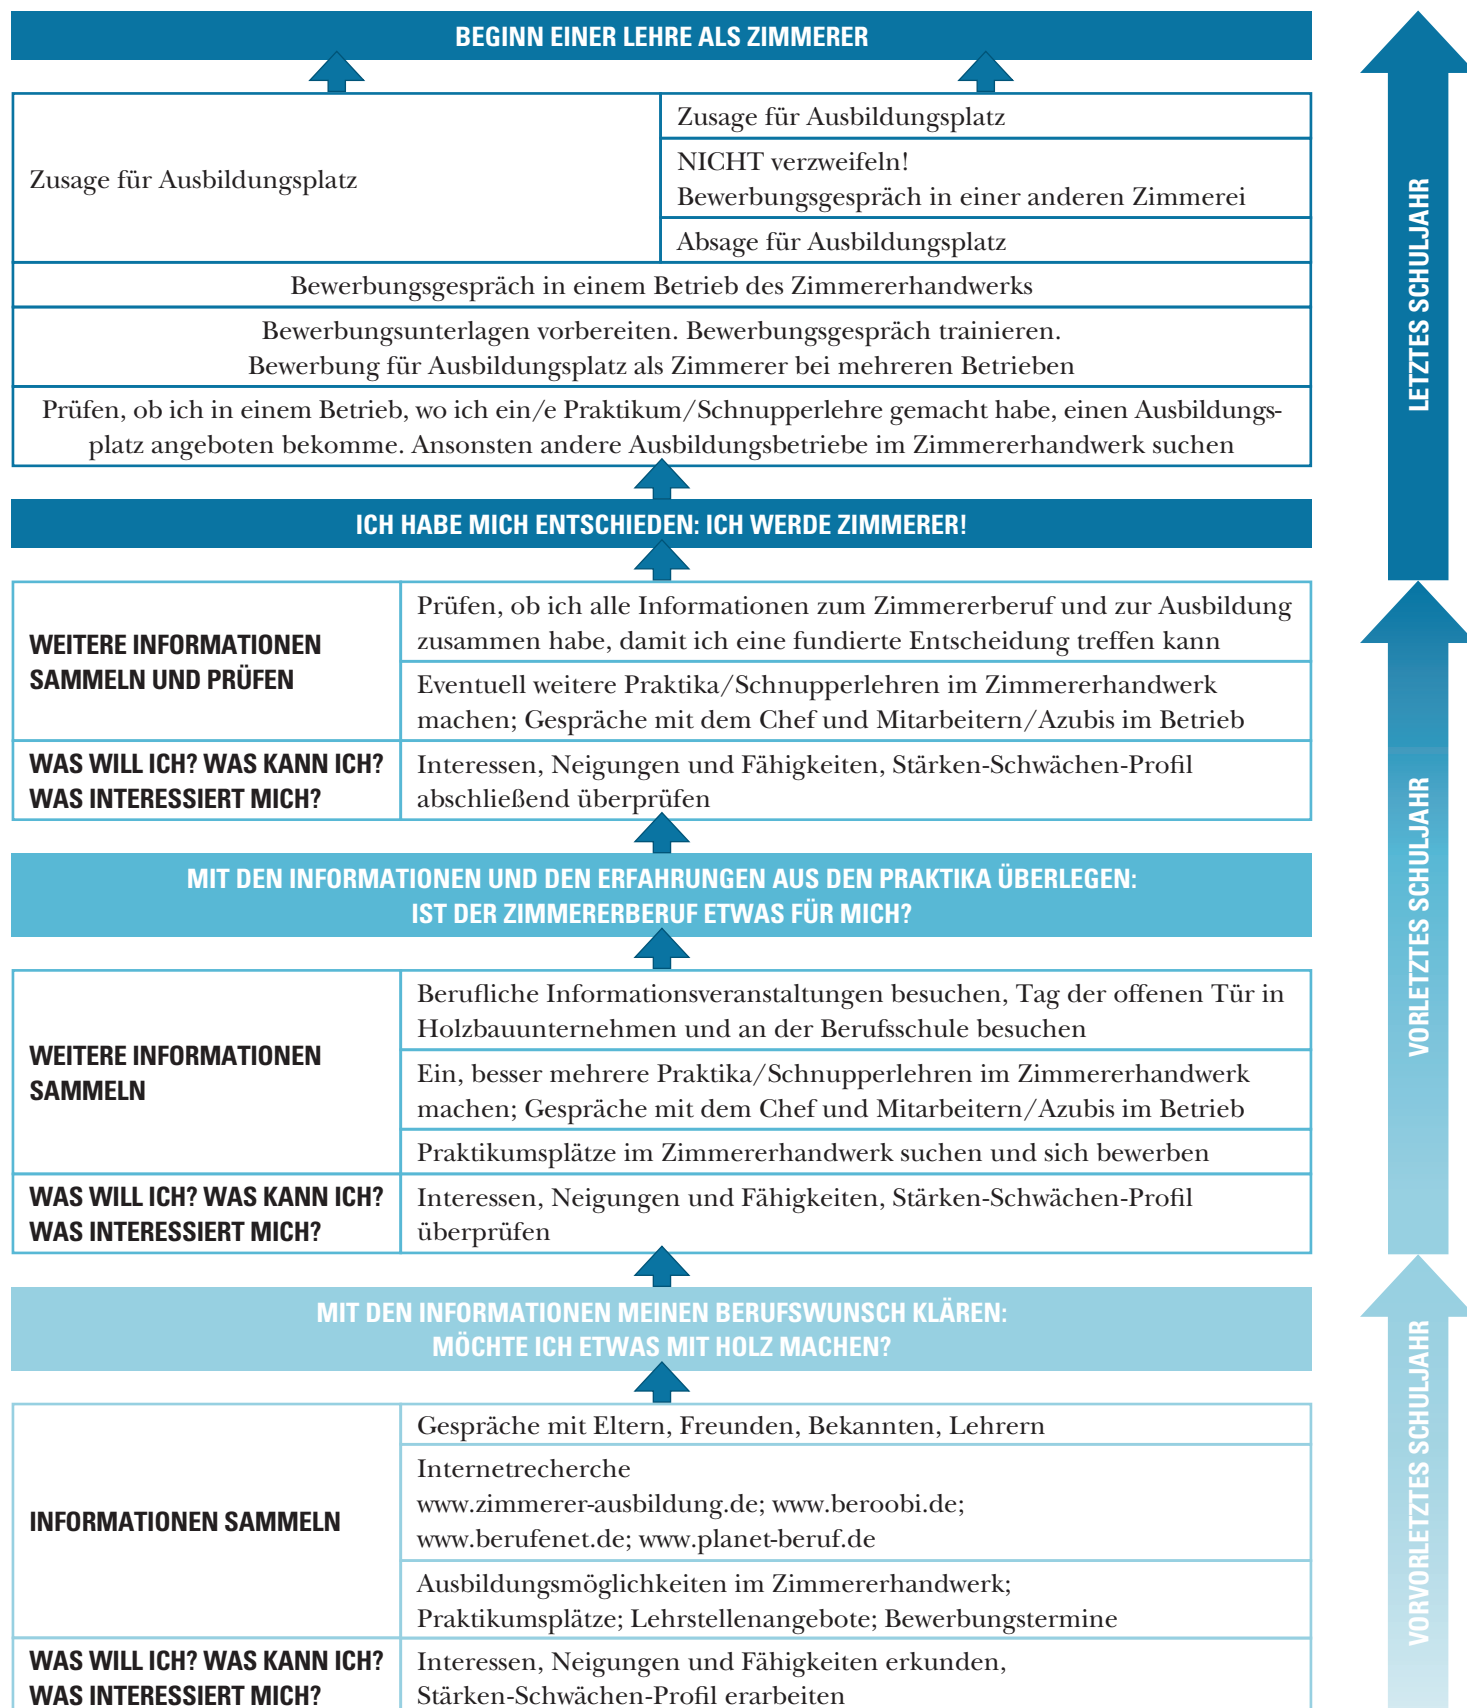 BEGINN EINER LEHRE ALS ZIMMERER
Zusage für Ausbildungsplatz
Zusage für Ausbildungsplatz
NICHT verzweifeln!
Bewerbungsgespräch in einer anderen Zimmerei
Absage für Ausbildungsplatz
Bewerbungsgespräch in einem Betrieb des Zimmererhandwerks
Bewerbungsunterlagen vorbereiten. Bewerbungsgespräch trainieren.
Bewerbung für Ausbildungsplatz als Zimmerer bei mehreren Betrieben
Prüfen, ob ich in einem Betrieb, wo ich ein/e Praktikum/Schnupperlehre gemacht habe, einen Ausbildungs-
platz angeboten bekomme. Ansonsten andere Ausbildungsbetriebe im Zimmererhandwerk suchen
LETZTES SCHULJAHR
ICH HABE MICH ENTSCHIEDEN: ICH WERDE ZIMMERER!
WEITERE INFORMATIONEN
SAMMELN UND PRÜFEN
Prüfen, ob ich alle Informationen zum Zimmererberuf und zur Ausbildung
zusammen habe, damit ich eine fundierte Entscheidung treffen kann
Eventuell weitere Praktika/Schnupperlehren im Zimmererhandwerk
machen; Gespräche mit dem Chef und Mitarbeitern/Azubis im Betrieb
WAS WILL ICH? WAS KANN ICH?
WAS INTERESSIERT MICH?
Interessen, Neigungen und Fähigkeiten, Stärken-Schwächen-Profil
abschließend überprüfen
MIT DEN INFORMATIONEN UND DEN ERFAHRUNGEN AUS DEN PRAKTIKA ÜBERLEGEN:
IST DER ZIMMERERBERUF ETWAS FÜR MICH?
WEITERE INFORMATIONEN
SAMMELN
Berufliche Informationsveranstaltungen besuchen, Tag der offenen Tür in
Holzbauunternehmen und an der Berufsschule besuchen
Ein, besser mehrere Praktika/Schnupperlehren im Zimmererhandwerk
machen; Gespräche mit dem Chef und Mitarbeitern/Azubis im Betrieb
Praktikumsplätze im Zimmererhandwerk suchen und sich bewerben
WAS WILL ICH? WAS KANN ICH?
WAS INTERESSIERT MICH?
Interessen, Neigungen und Fähigkeiten, Stärken-Schwächen-Profil
überprüfen
VORLETZTES SCHULJAHR
MIT DEN INFORMATIONEN MEINEN BERUFSWUNSCH KLÄREN:
MÖCHTE ICH ETWAS MIT HOLZ MACHEN?
INFORMATIONEN SAMMELN
Gespräche mit Eltern, Freunden, Bekannten, Lehrern
Internetrecherche
www.zimmerer-ausbildung.de; www.beroobi.de;
www.berufenet.de; www.planet-beruf.de
Ausbildungsmöglichkeiten im Zimmererhandwerk;
Praktikumsplätze; Lehrstellenangebote; Bewerbungstermine
WAS WILL ICH? WAS KANN ICH?
WAS INTERESSIERT MICH?
Interessen, Neigungen und Fähigkeiten erkunden,
Stärken-Schwächen-Profil erarbeiten
VORVORLETZTES SCHULJAHR